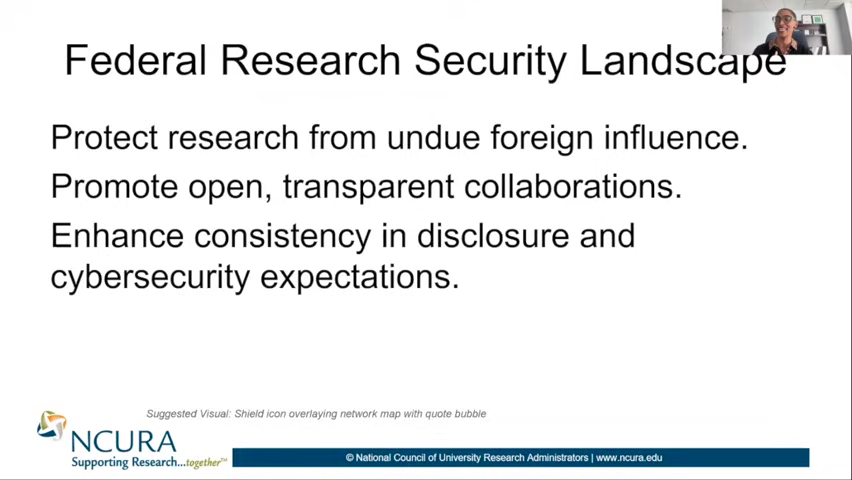 Federal Research Security Landscape
Protect research from undue foreign influence.
Promote open, transparent collaborations.
Enhance consistency in disclosure and
cybersecurity expectations.
Suggested Visual: Shield icon overlaying network map with quote bubble
NCURA
Supporting Research...together™
© National Council of University Research Administrators | www.ncura.edu